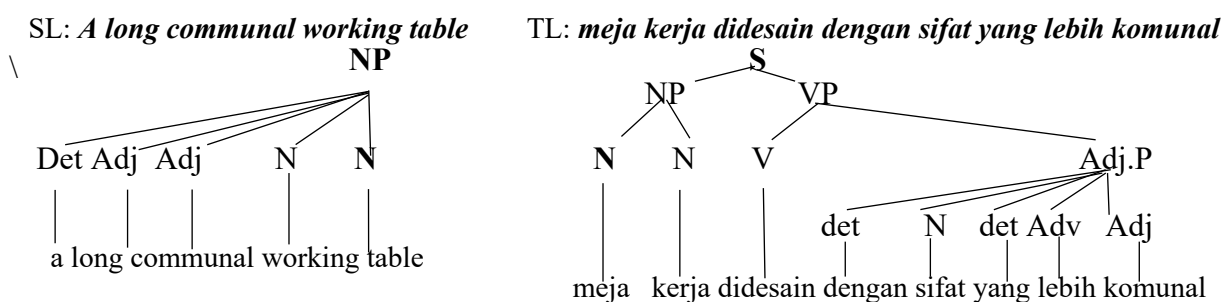 SL: A long communal working table TL: meja kerja didesain dengan sifat yang lebih komunal
\ NP S
NP VP
Det Adj Adj N N N N V Adj.P
det N det Adv Adj
a long communal working table
meja kerja didesain dengan sifat yang lebih komunal